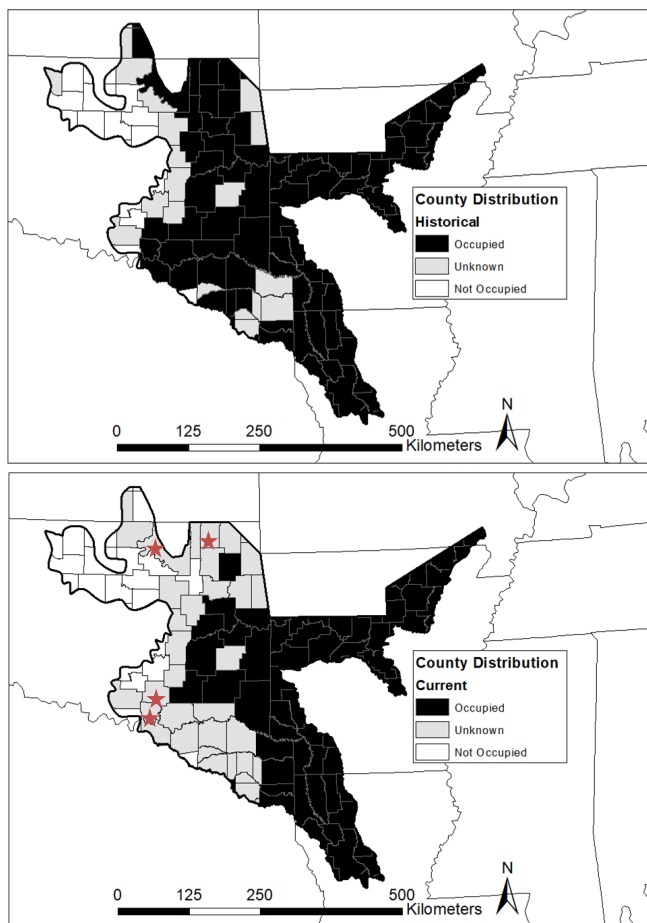 County Distribution
Historical
Occupied
Unknown
Not Occupied
N
0 125 250 500
Kilometers
County Distribution
Current
Occupied
Unknown
Not Occupied
N
0 125 250 500
Kilometers